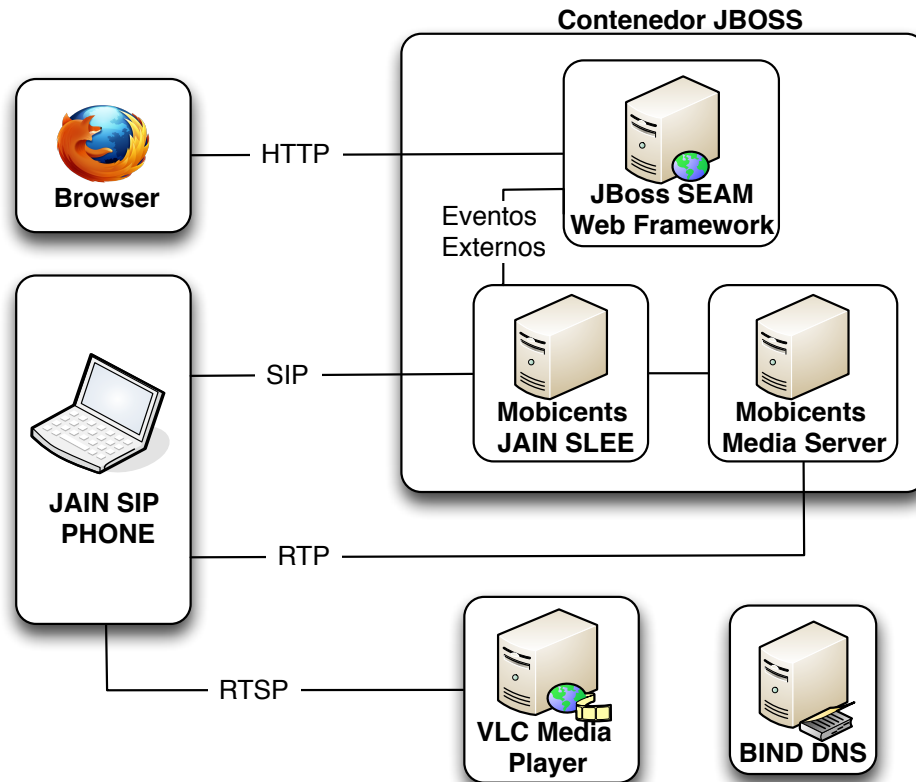 Contenedor JBOSS
Browser
HTTP
JBoss SEAM
Web Framework
Eventos
Externos
JAIN SIP
PHONE
SIP
Mobicents
JAIN SLEE
Mobicents
Media Server
RTP
RTSP
VLC Media
Player
BIND DNS